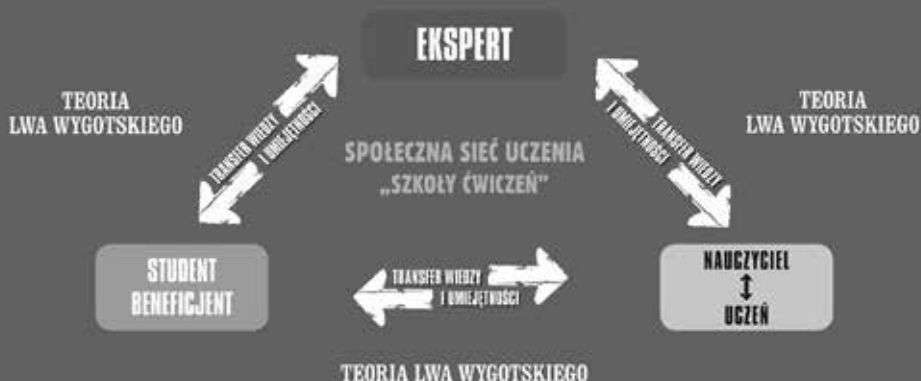 EKSPERT
TEORIA
LWA WYGOTSKIEGO
TRANSFER WIEDZY
I UMIEJĘTNOŚCI
SPOŁECZNA SIEĆ UCZENIA
„SZKOŁY ĆWICZEŃ”
TRANSFER WIEDZY
I UMIEJĘTNOŚCI
TEORIA
LWA WYGOTSKIEGO
STUDENT
BENEFICJENT
TRANSFER WIEDZY
I UMIEJĘTNOŚCI
NAUCZYCIEL
UCZEŃ
TEORIA LWA WYGOTSKIEGO